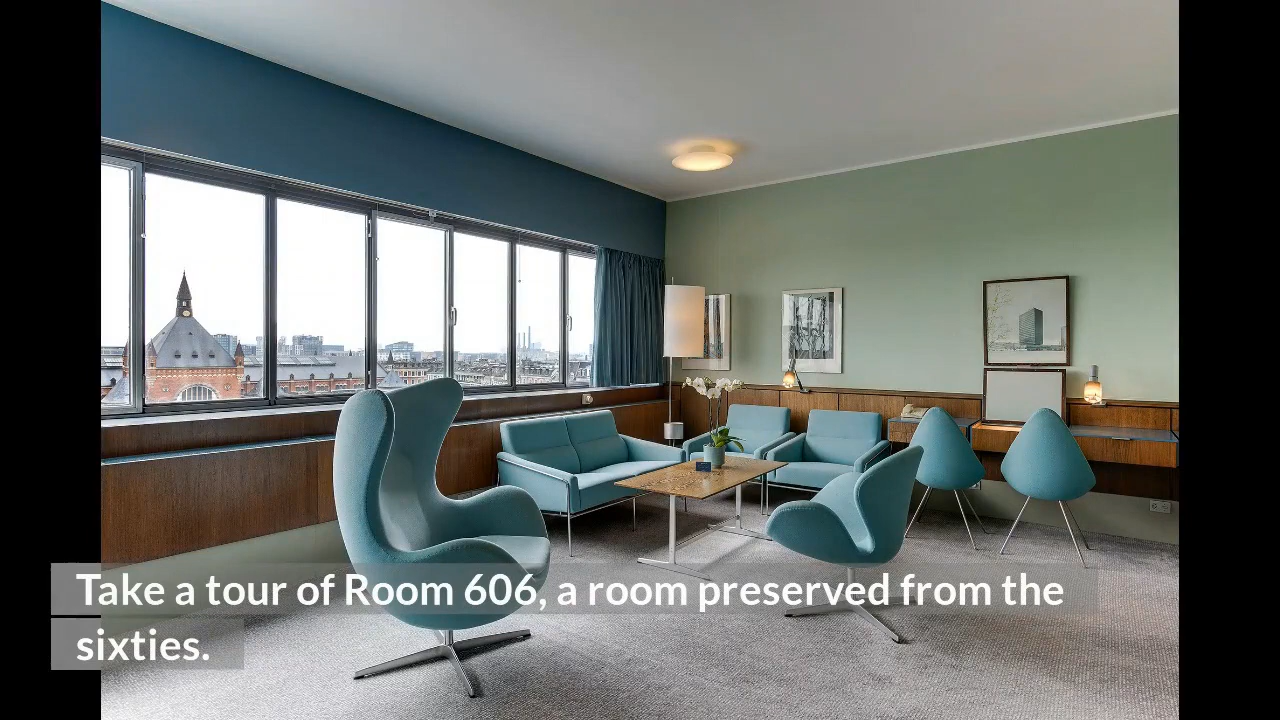 Take a tour of Room 606, a room preserved from the
sixties.